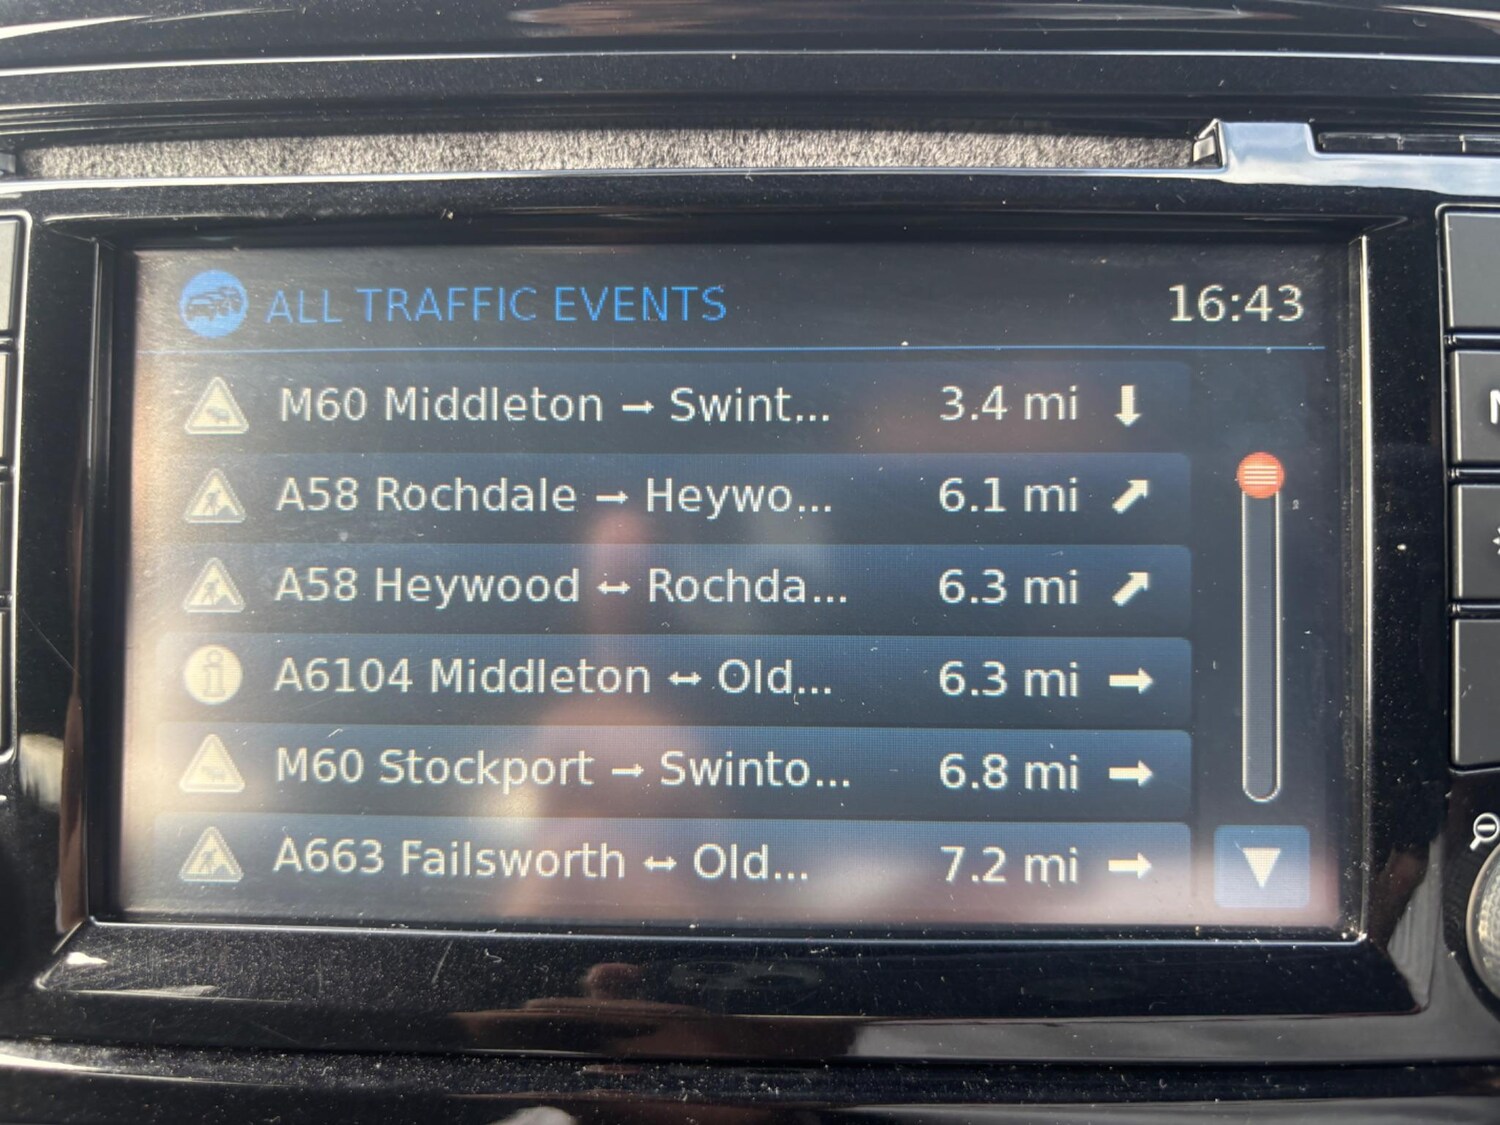 ALL TRAFFIC EVENTS 16:43
M60 Middleton → Swint... 3.4 mi ↓
A58 Rochdale → Heywo... 6.1 mi ↗
A58 Heywood ↔ Rochda... 6.3 mi ↗
A6104 Middleton ↔ Old... 6.3 mi →
M60 Stockport → Swinto... 6.8 mi →
A663 Failsworth ↔ Old... 7.2 mi →